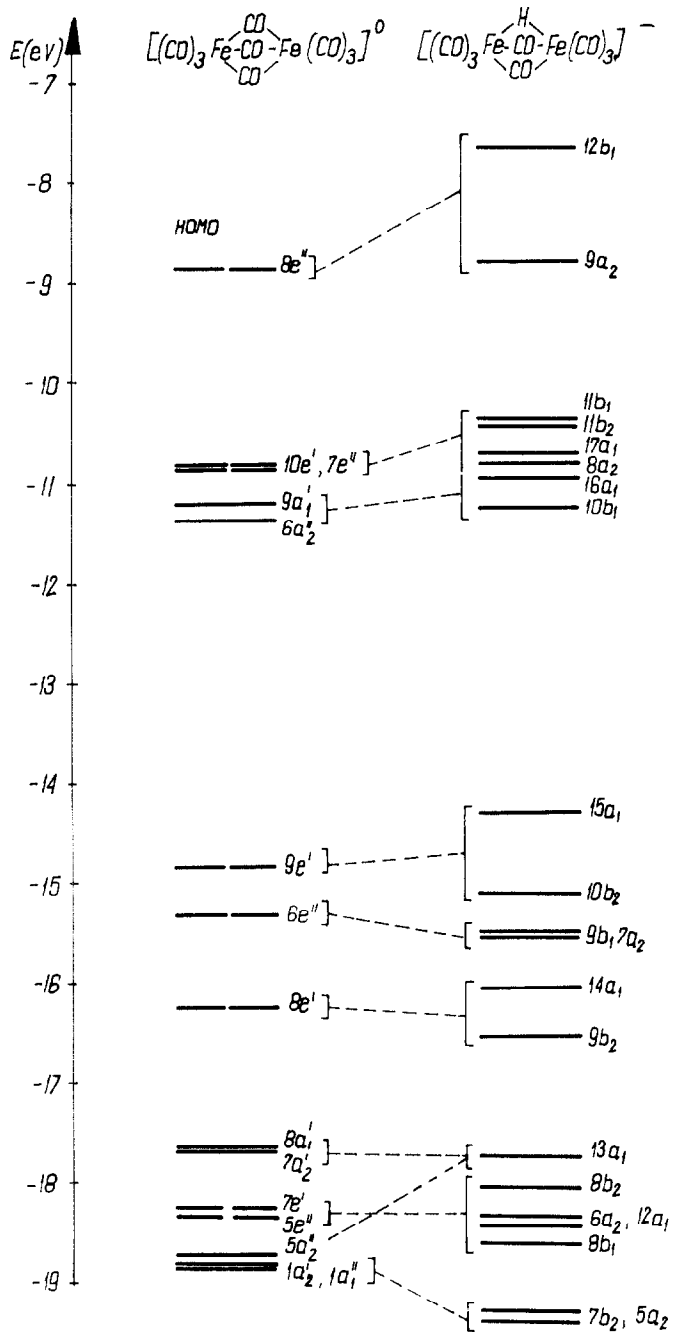 E(eV)
[(CO)₃Fe-CO-Fe(CO)₃]⁰
CO
CO
[(CO)₃Fe-CO-Fe(CO)₃]⁻
H
CO
-7
-8
-9
-10
-11
-12
-13
-14
-15
-16
-17
-18
-19
HOMO
8e"
10e', 7e"
9a₁'
6a₂"
9e'
6e"
8e'
8a₁'
7a₂'
7e'
5e"
5a₂"
1a₂', 1a₁"
12b₁
9a₂
11b₁
11b₂
17a₁
8a₂
16a₁
10b₁
15a₁
10b₂
9b₁ 7a₂
14a₁
9b₂
13a₁
8b₂
6a₂, 12a₁
8b₁
7b₂, 5a₂